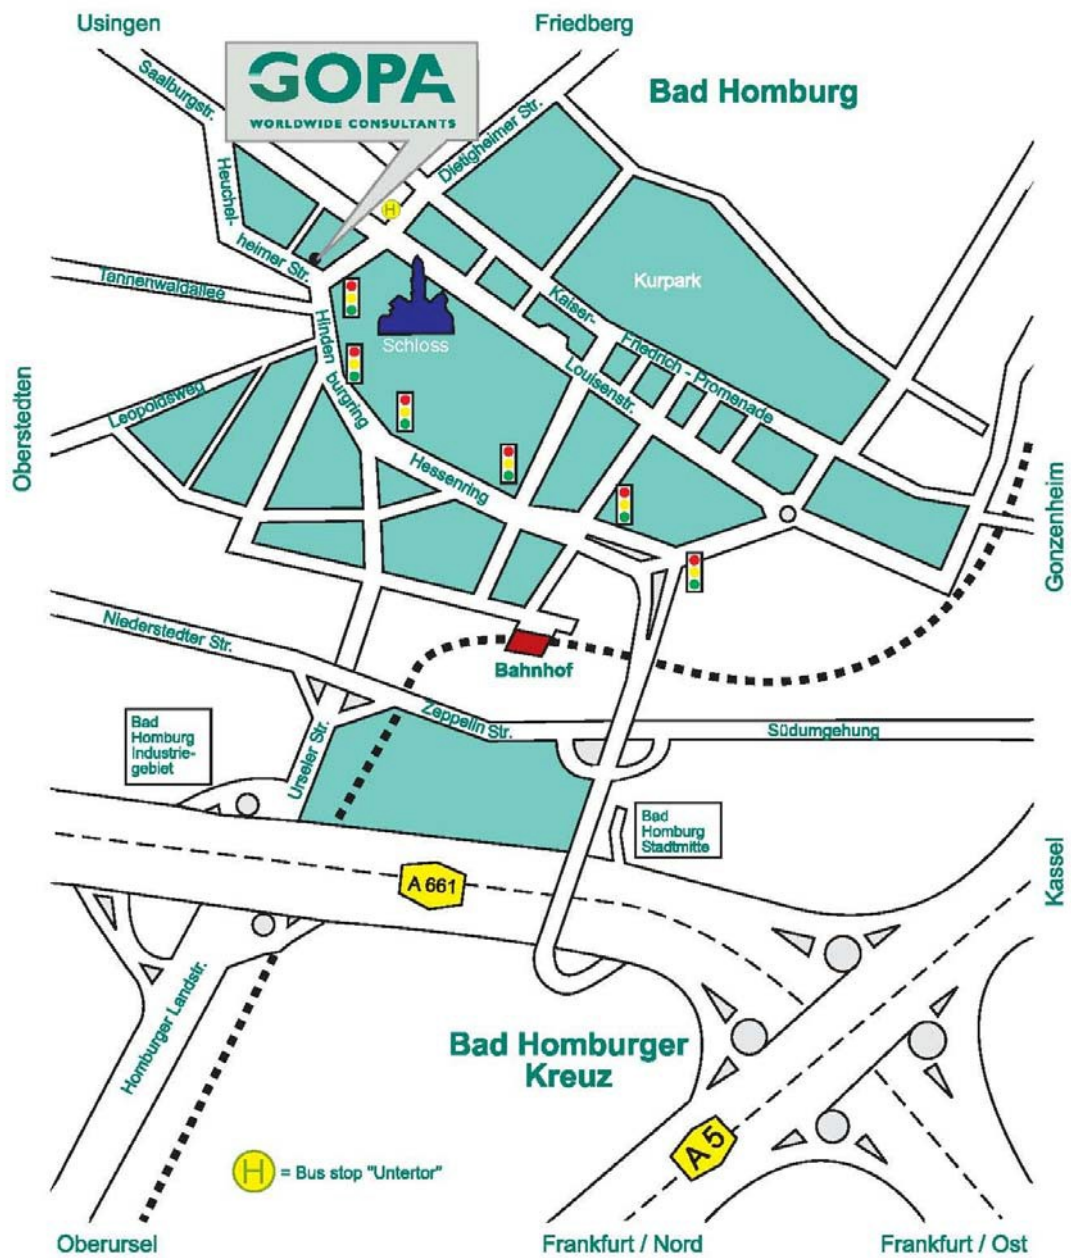 Usingen
Friedberg
Saalburgstr.
GOPA
WORLDWIDE CONSULTANTS
Bad Homburg
Dietigheimer Str.
Heuchel-
heimer Str.
H
Tannenwaldallee
Kurpark
Kaiser-
Friedrich - Promenade
Schloss
Hinden
burgring
Louisenstr.
Leopoldsweg
Oberstedten
Hessenring
Gonzenheim
Niederstedter Str.
Bahnhof
Zeppelin Str.
Südumgehung
Bad
Homburg
Industrie-
gebiet
Urseler Str.
Bad
Homburg
Stadtmitte
Kassel
A 661
Homburger Landstr.
Bad Homburger
Kreuz
A 5
H = Bus stop "Untertor"
Oberursel
Frankfurt / Nord
Frankfurt / Ost